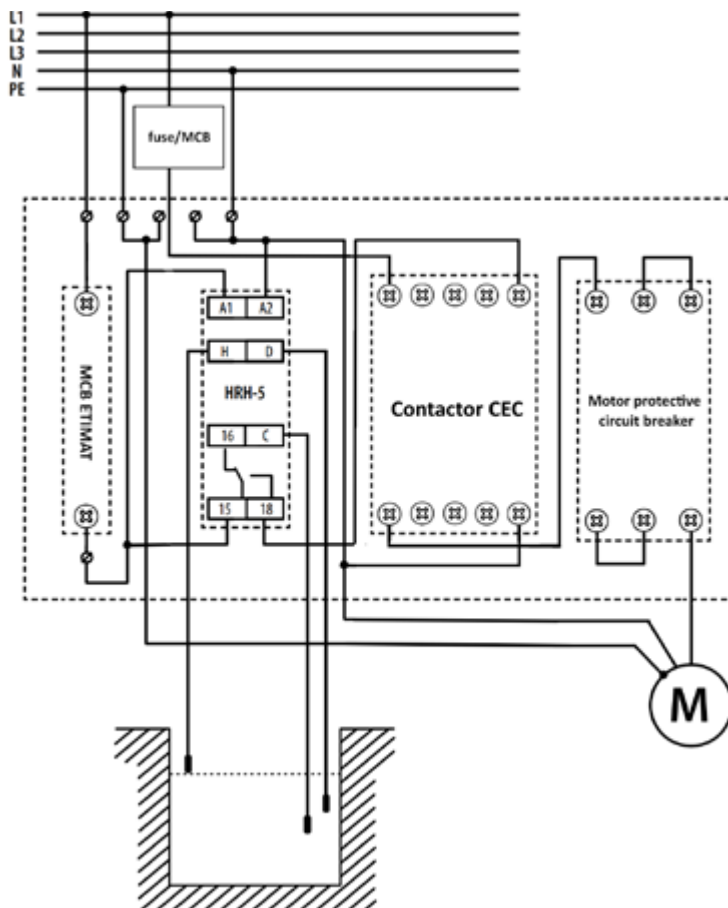 L1
L2
L3
N
PE
fuse/MCB
A1 A2
H D
MCB ETIMAT
HRH-5
16 C
15 18
Contactor CEC
Motor protective
circuit breaker
M